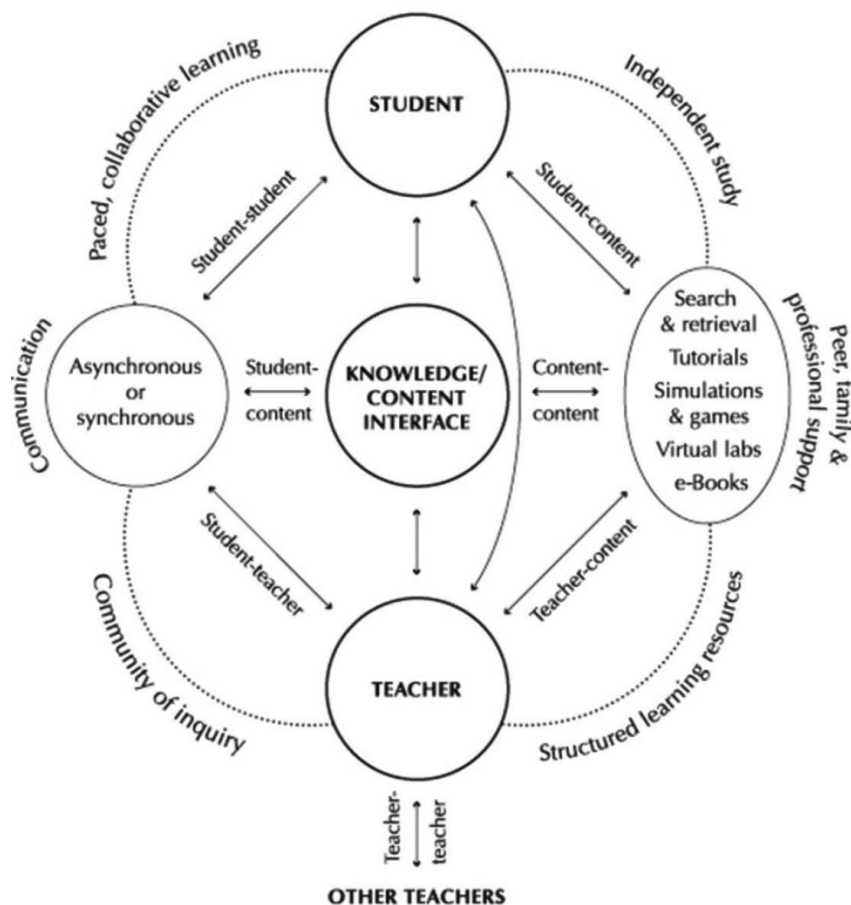 STUDENT
Paced, collaborative learning
Independent study
Student-student
Student-content
Communication
Asynchronous
or
synchronous
Student-
content
KNOWLEDGE/
CONTENT
INTERFACE
Content-
content
Search
& retrieval
Tutorials
Simulations
& games
Virtual labs
e-Books
Peer, family &
professional support
Student-teacher
Teacher-content
Community of inquiry
TEACHER
Structured learning resources
Teacher-
teacher
OTHER TEACHERS